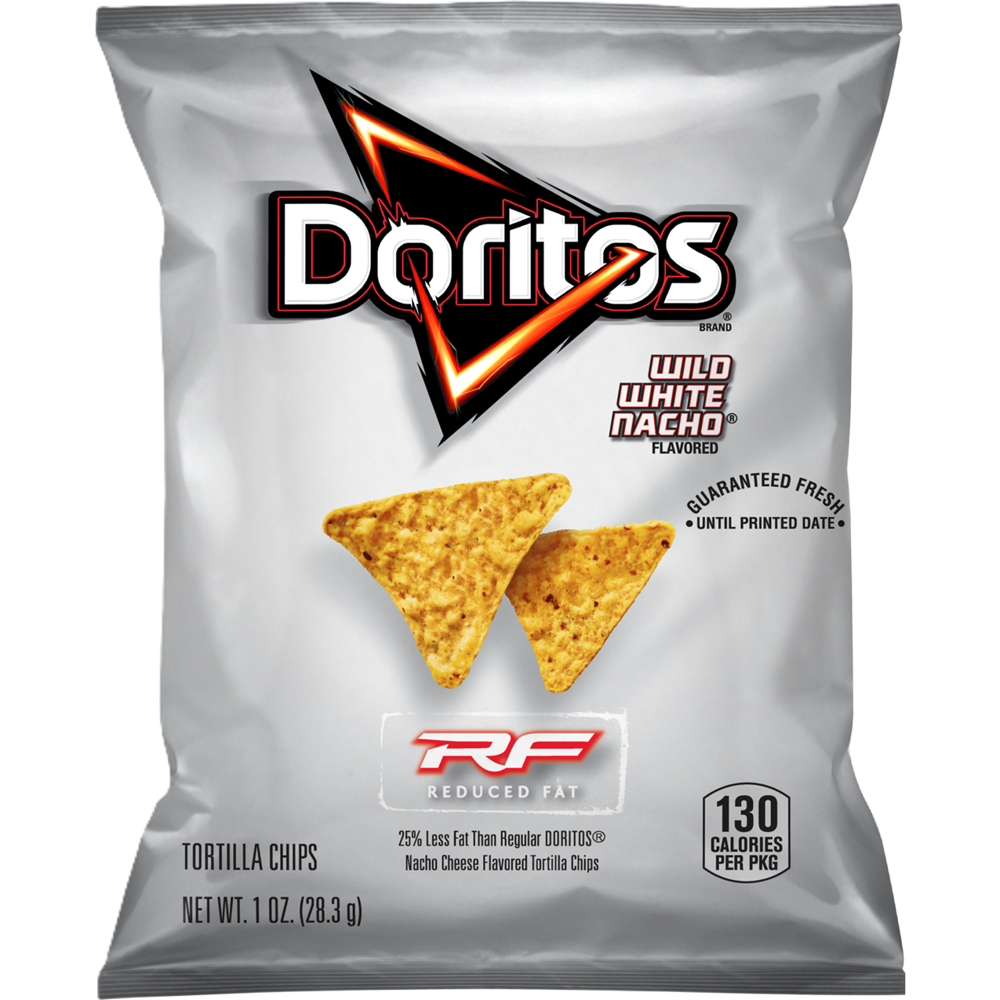 Doritos
®
BRAND
WILD
WHITE
NACHO®
FLAVORED
GUARANTEED FRESH
• UNTIL PRINTED DATE •
RF
REDUCED FAT
25% Less Fat Than Regular DORITOS®
Nacho Cheese Flavored Tortilla Chips
130
CALORIES
PER PKG
TORTILLA CHIPS
NET WT. 1 OZ. (28.3 g)